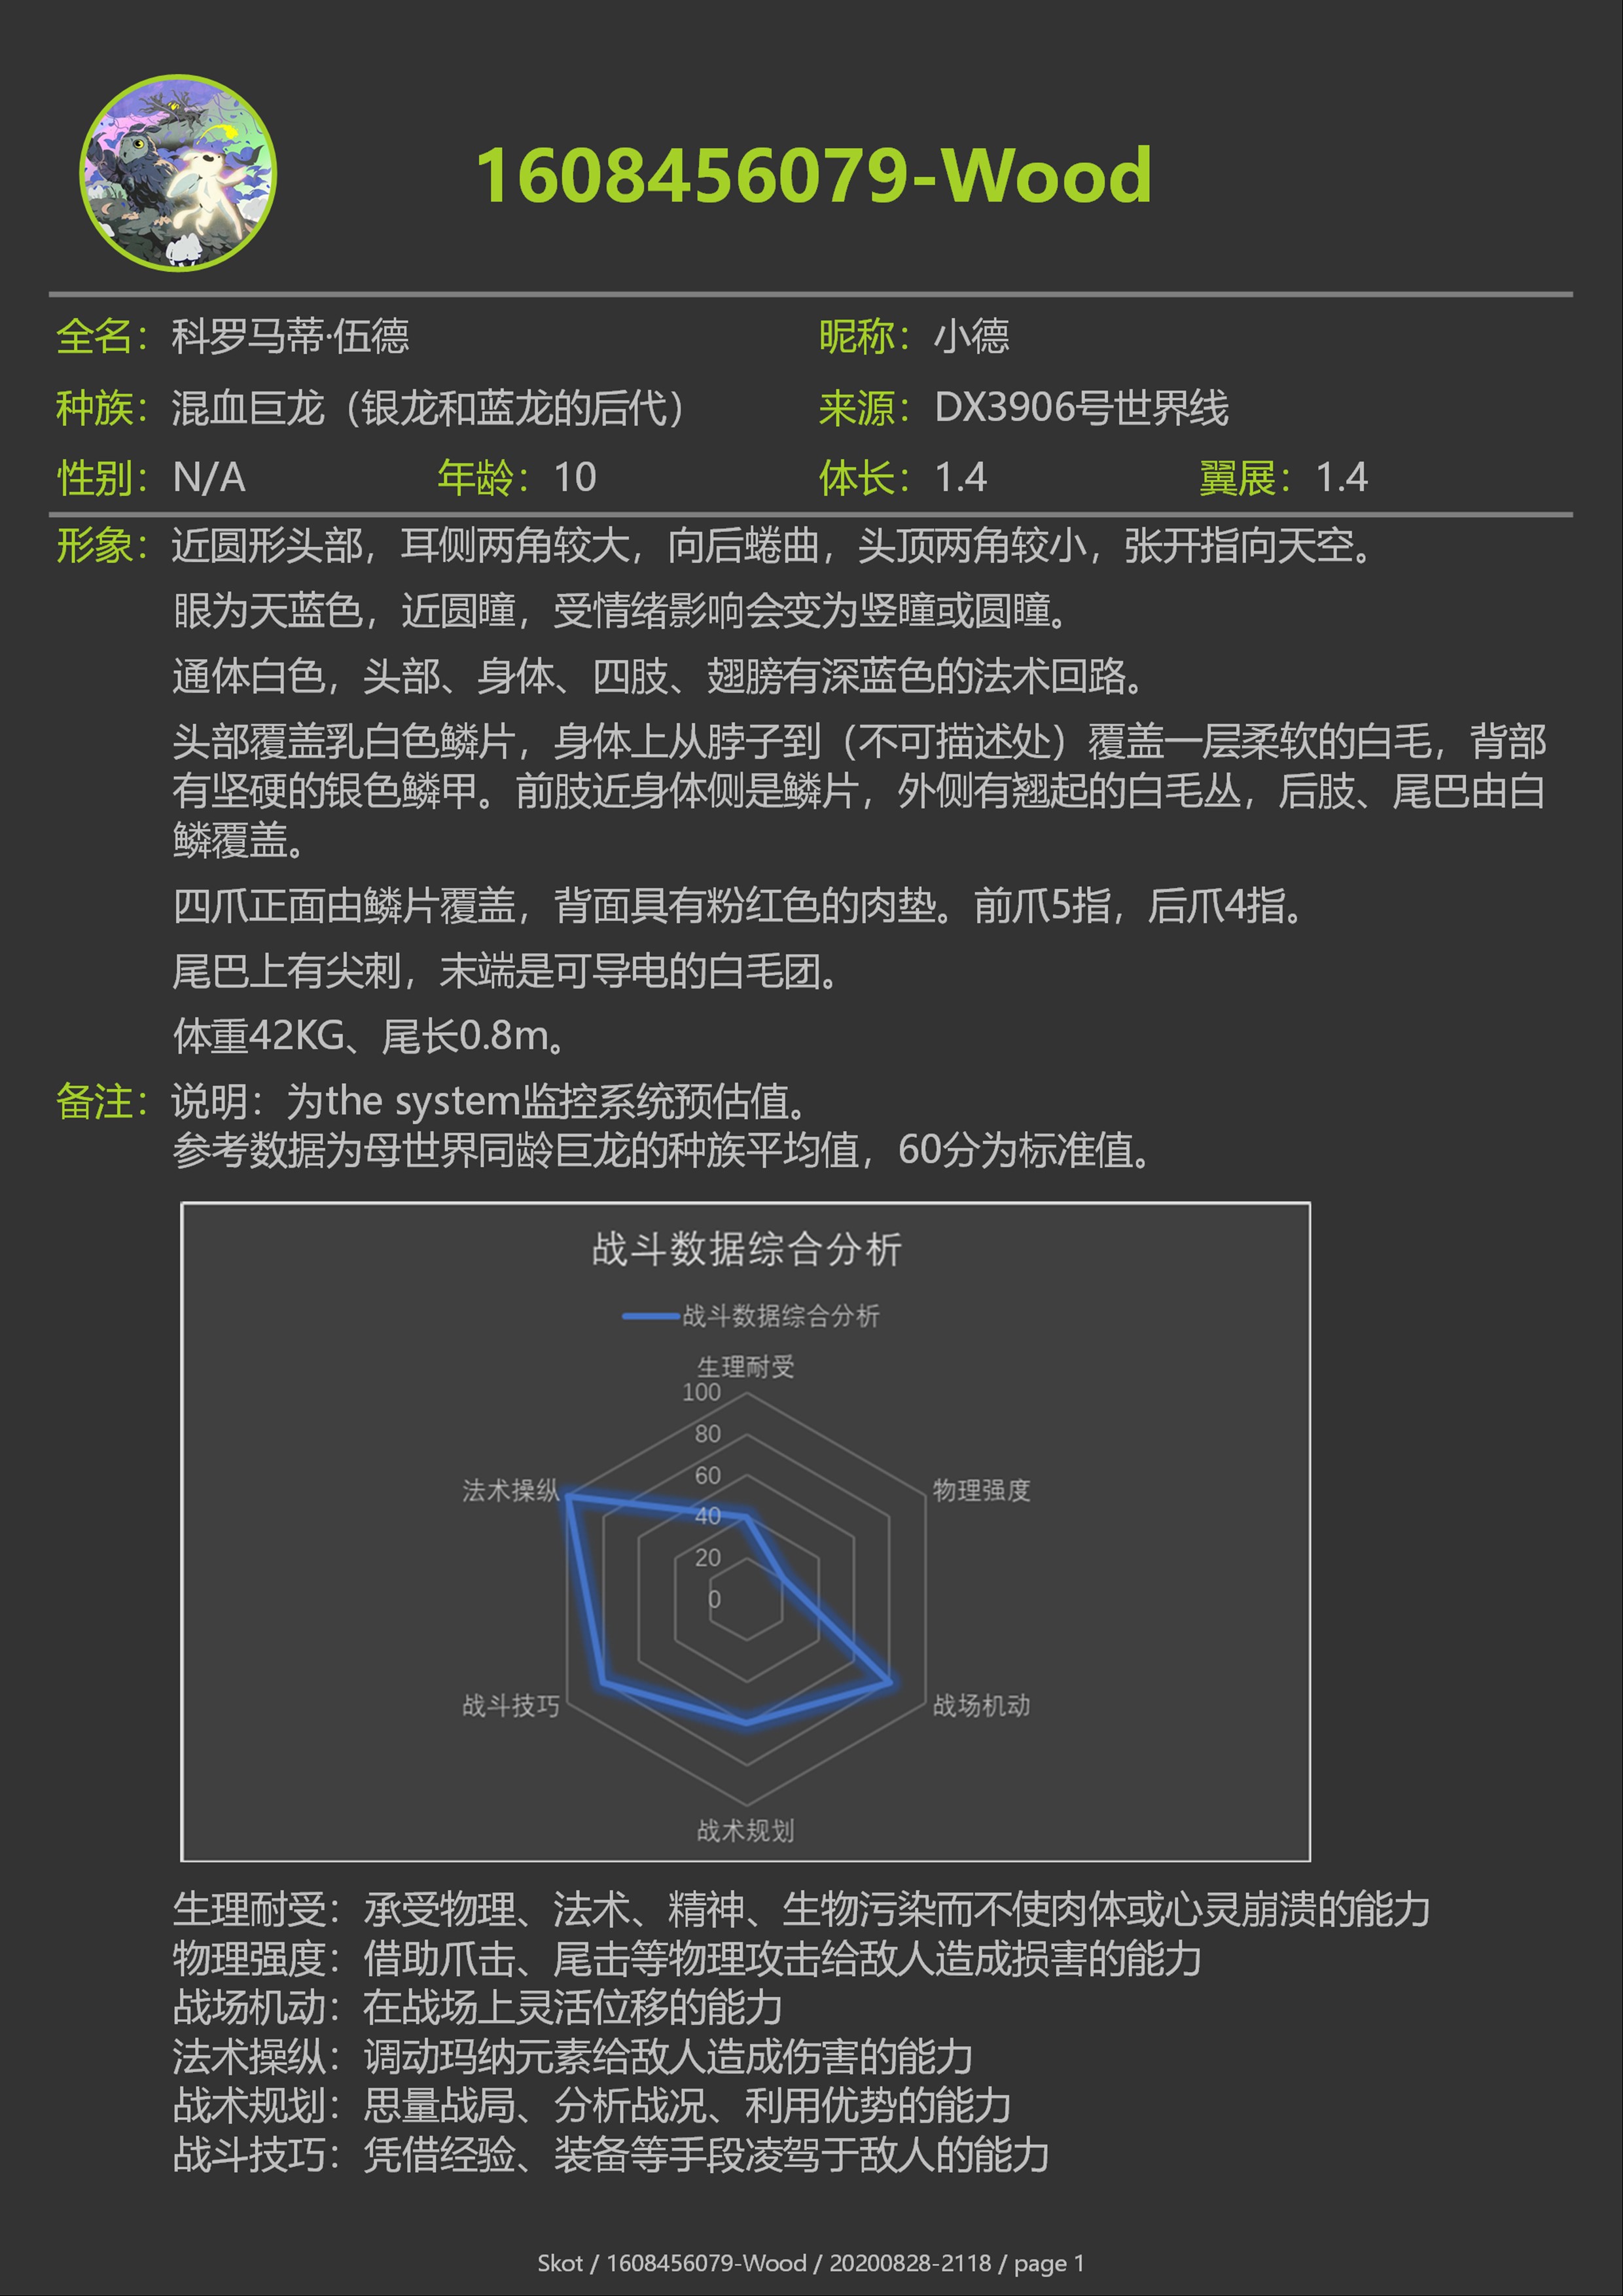 1608456079-Wood
全名：科罗马蒂·伍德 昵称：小德
种族：混血巨龙（银龙和蓝龙的后代） 来源：DX3906号世界线
性别：N/A 年龄：10 体长：1.4 翼展：1.4
形象：近圆形头部，耳侧两角较大，向后蜷曲，头顶两角较小，张开指向天空。
眼为天蓝色，近圆瞳，受情绪影响会变为竖瞳或圆瞳。
通体白色，头部、身体、四肢、翅膀有深蓝色的法术回路。
头部覆盖乳白色鳞片，身体上从脖子到（不可描述处）覆盖一层柔软的白毛，背部
有坚硬的银色鳞甲。前肢近身体侧是鳞片，外侧有翘起的白毛丛，后肢、尾巴由白
鳞覆盖。
四爪正面由鳞片覆盖，背面具有粉红色的肉垫。前爪5指，后爪4指。
尾巴上有尖刺，末端是可导电的白毛团。
体重42KG、尾长0.8m。
备注：说明：为the system监控系统预估值。
参考数据为母世界同龄巨龙的种族平均值，60分为标准值。
战斗数据综合分析
战斗数据综合分析
生理耐受
100
80
60
40
20
0
法术操纵 物理强度
战斗技巧 战场机动
战术规划
生理耐受：承受物理、法术、精神、生物污染而不使肉体或心灵崩溃的能力
物理强度：借助爪击、尾击等物理攻击给敌人造成损害的能力
战场机动：在战场上灵活位移的能力
法术操纵：调动玛纳元素给敌人造成伤害的能力
战术规划：思量战局、分析战况、利用优势的能力
战斗技巧：凭借经验、装备等手段凌驾于敌人的能力
Skot / 1608456079-Wood / 20200828-2118 / page 1